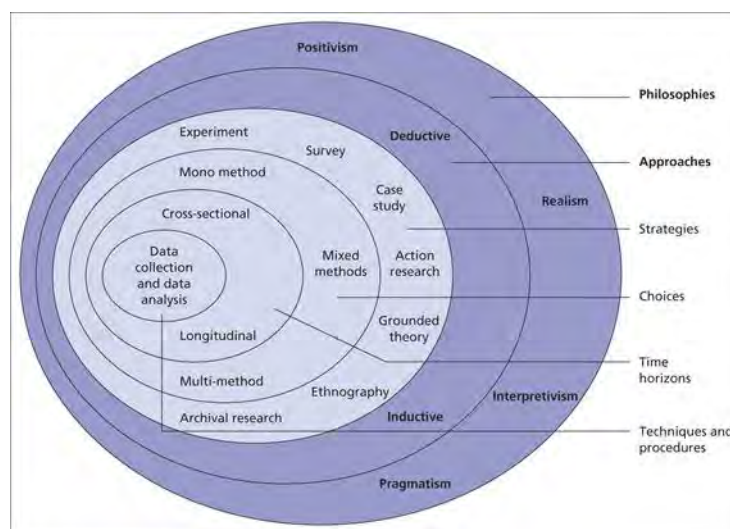 Positivism
Philosophies
Experiment
Deductive
Survey
Approaches
Mono method
Case
study
Realism
Cross-sectional
Strategies
Data
collection
and data
analysis
Mixed
methods
Action
research
Choices
Grounded
theory
Longitudinal
Time
horizons
Multi-method
Ethnography
Interpretivism
Archival research
Inductive
Techniques and
procedures
Pragmatism